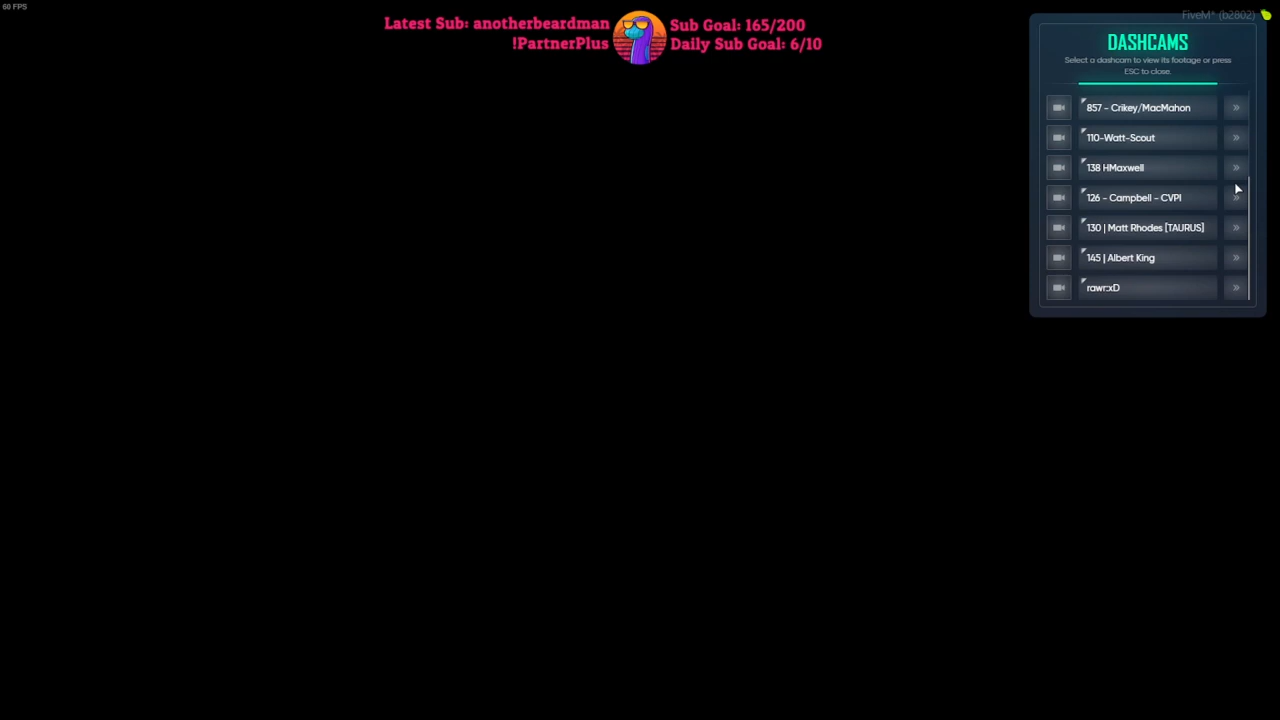 60 FPS
Latest Sub: anotherbeardman
!PartnerPlus
Sub Goal: 165/200
Daily Sub Goal: 6/10
FiveM* (b2802)
DASHCAMS
Select a dashcam to view its footage or press
ESC to close.
857 - Crikey/MacMahon
110-Watt-Scout
138 HMaxwell
126 - Campbell - CVPI
130 | Matt Rhodes [TAURUS]
145 | Albert King
rawr:xD